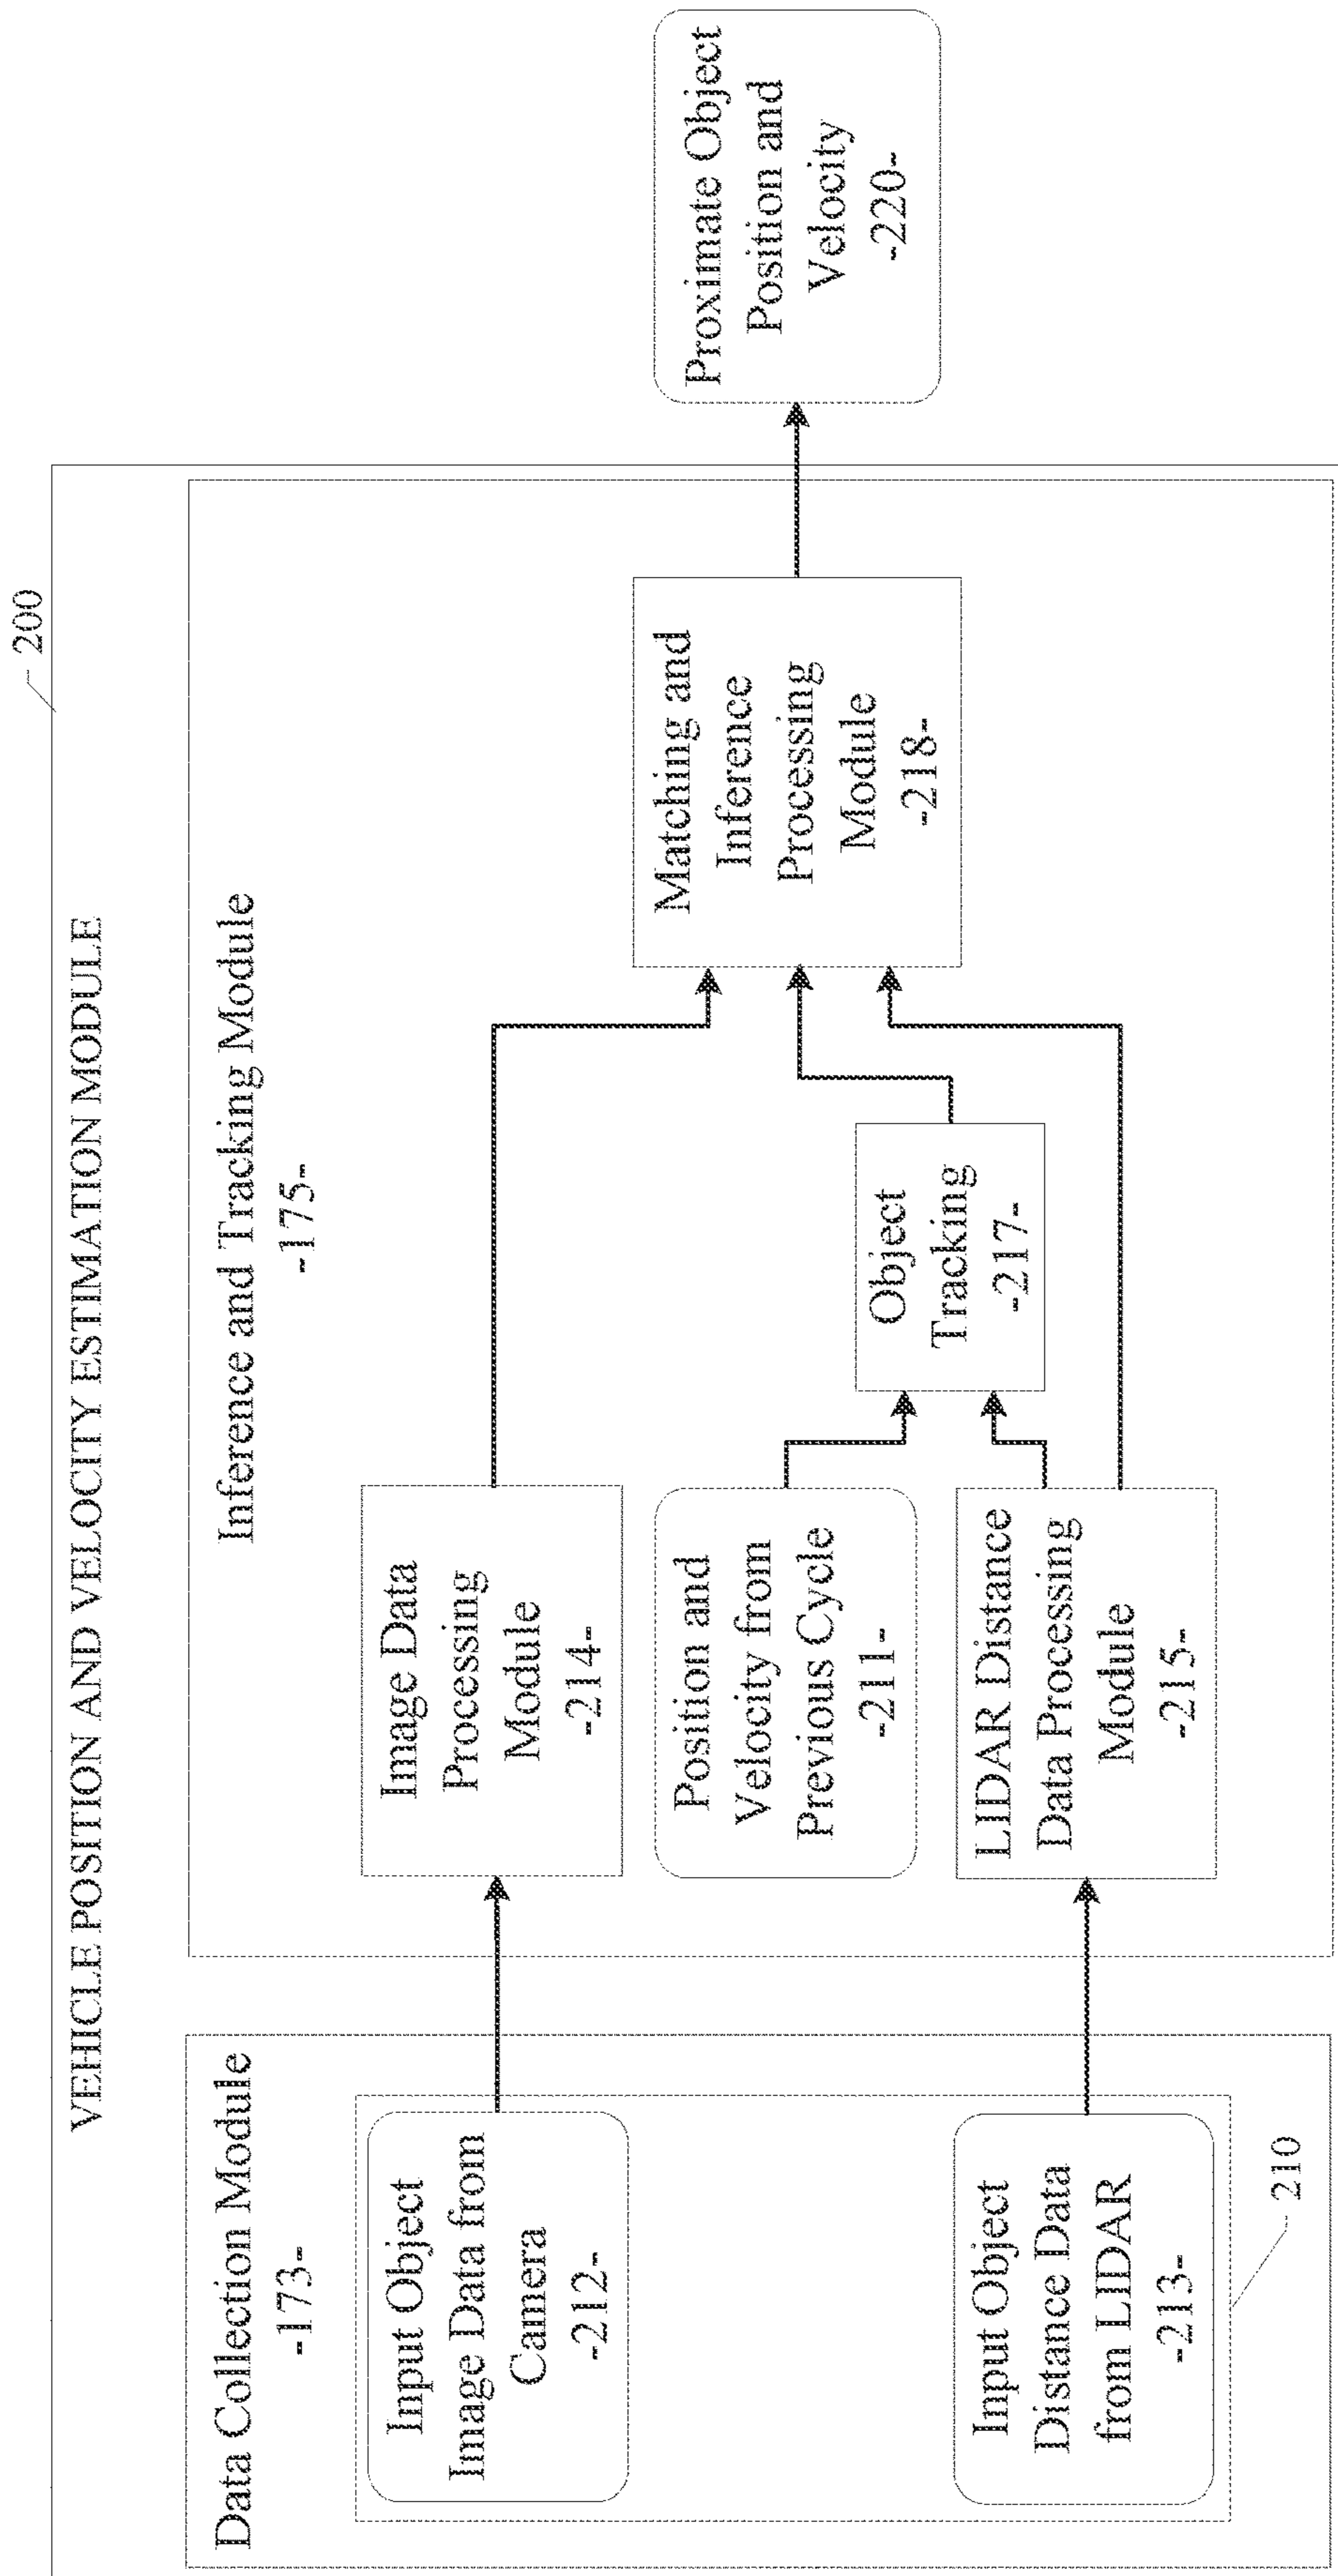 200
VEHICLE POSITION AND VELOCITY ESTIMATION MODULE
Data Collection Module
-173-
Input Object
Image Data from
Camera
-212-
Input Object
Distance Data
from LIDAR
-213-
210
Inference and Tracking Module
-175-
Image Data
Processing
Module
-214-
Position and
Velocity from
Previous Cycle
-211-
LIDAR Distance
Data Processing
Module
-215-
Object
Tracking
-217-
Matching and
Inference
Processing
Module
-218-
Proximate Object
Position and
Velocity
-220-